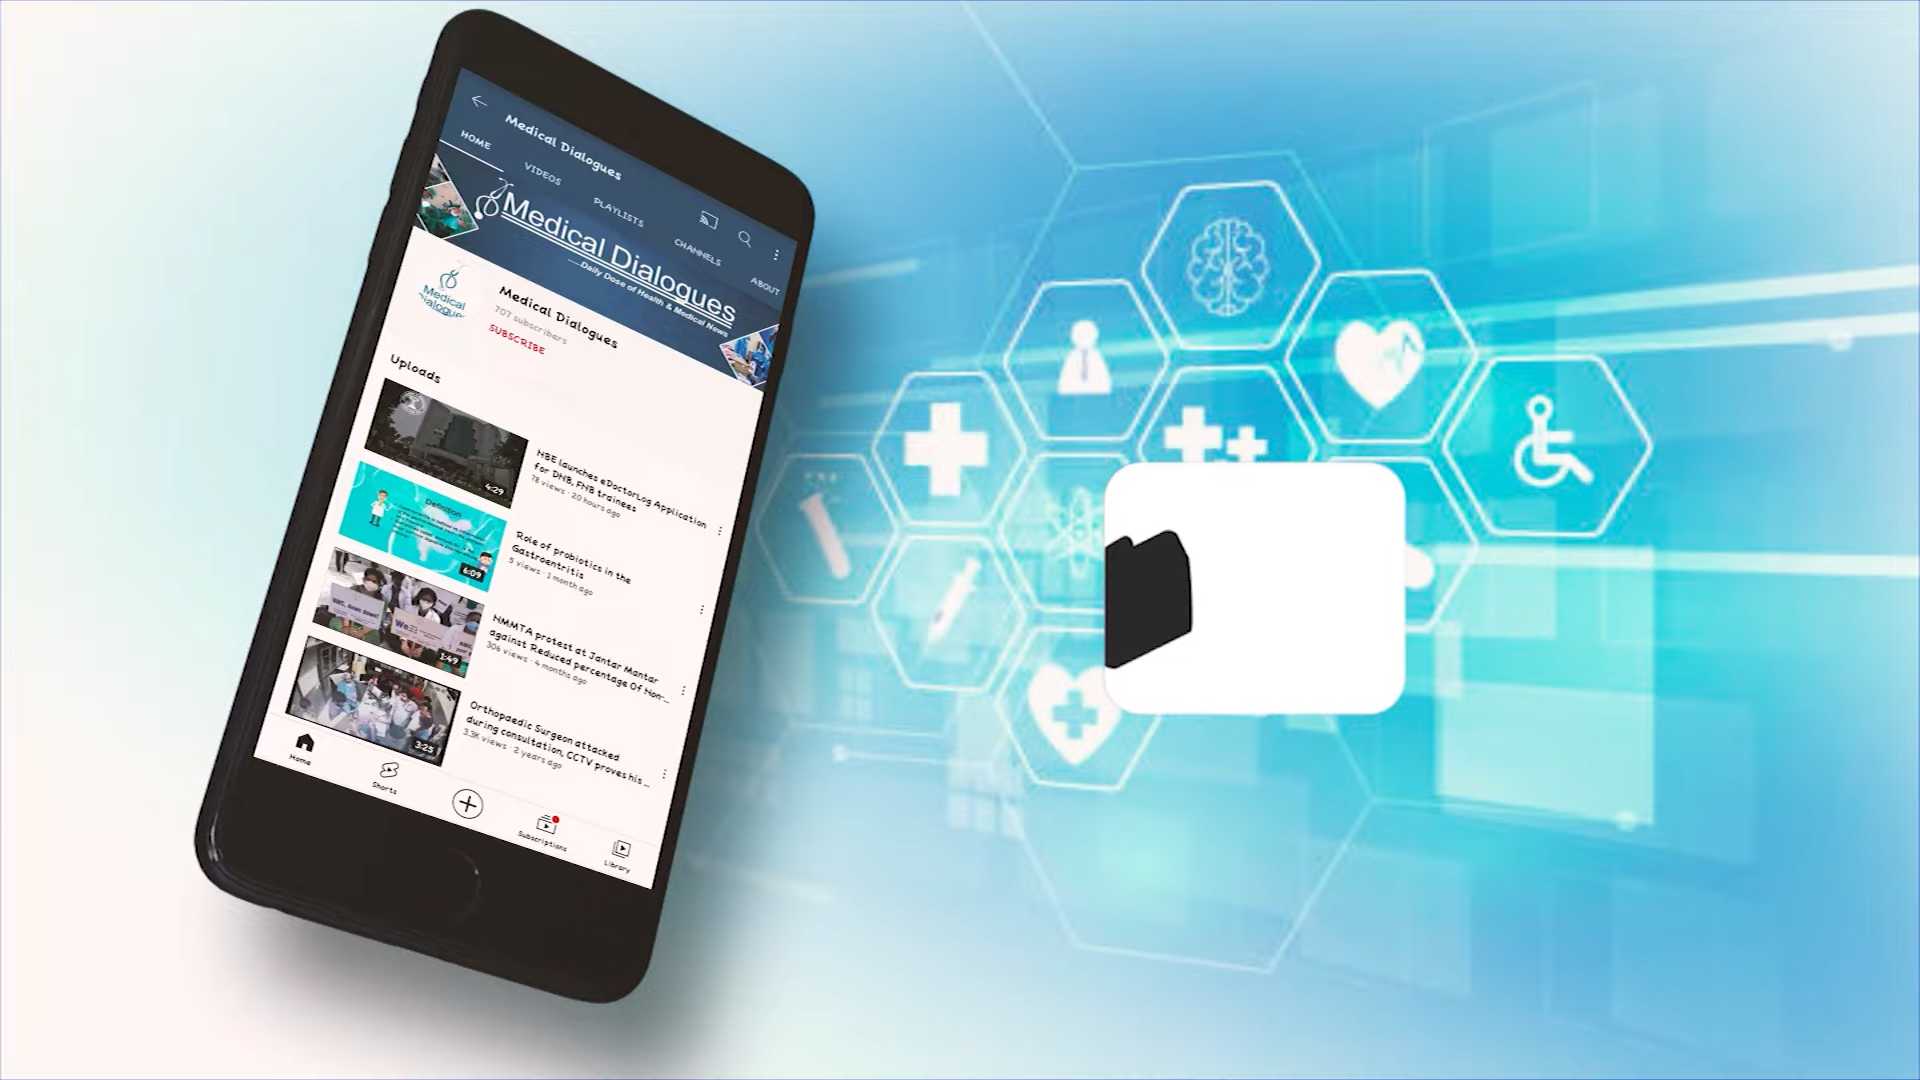 Medical Dialogues
HOME
VIDEOS
PLAYLISTS
CHANNELS
ABOUT
Medical Dialogues
Daily Dose of Health & Medical News
Medical
Medical Dialogues
707 subscribers
SUBSCRIBE
Uploads
4:29
NBE launches eDoctorLog Application
for DNB, FNB trainees
78 views · 20 hours ago
Definition
6:09
Role of probiotics in the
Gastroentritis
5 views · 1 month ago
1:49
NMMTA protest at Jantar Mantar
against Reduced percentage Of Non-...
306 views · 4 months ago
3:25
Orthopaedic Surgeon attacked
during consultation, CCTV proves his ...
3.3K views · 2 years ago
Home
Shorts
Subscriptions
Library